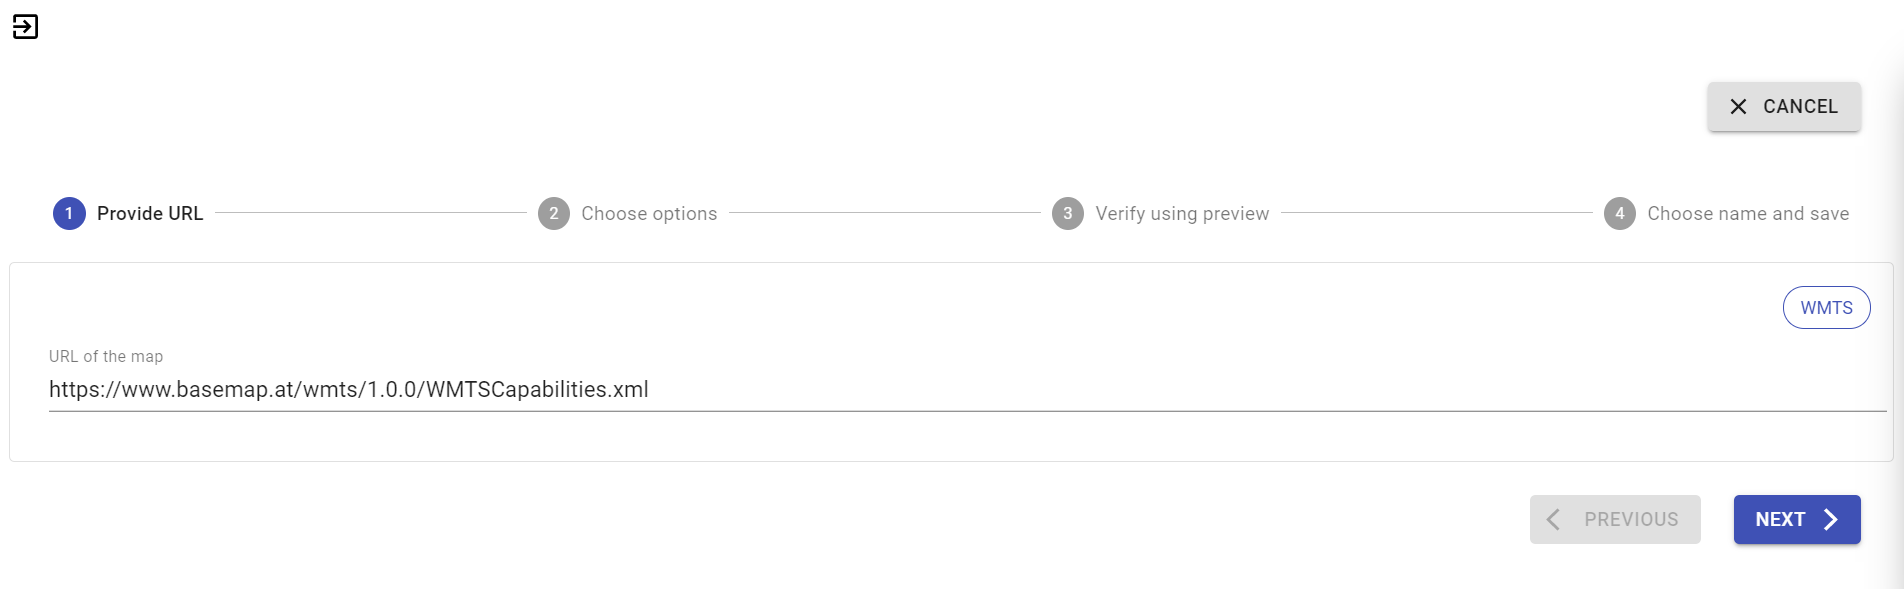 CANCEL
1 Provide URL 2 Choose options 3 Verify using preview 4 Choose name and save
WMTS
URL of the map
https://www.basemap.at/wmts/1.0.0/WMTSCapabilities.xml
PREVIOUS NEXT